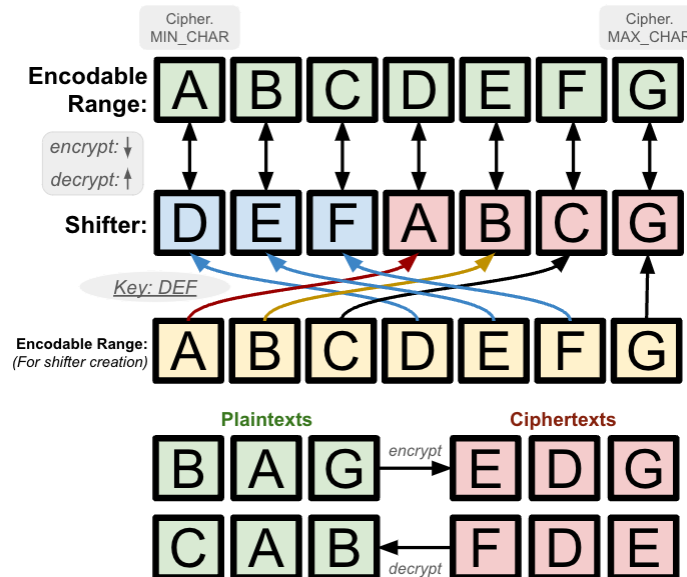 Cipher.
MIN_CHAR
Cipher.
MAX_CHAR
Encodable
Range:
A B C D E F G
encrypt:
decrypt:
Shifter:
D E F A B C G
Key: DEF
Encodable Range:
(For shifter creation)
A B C D E F G
Plaintexts
Ciphertexts
B A G encrypt E D G
C A B decrypt F D E